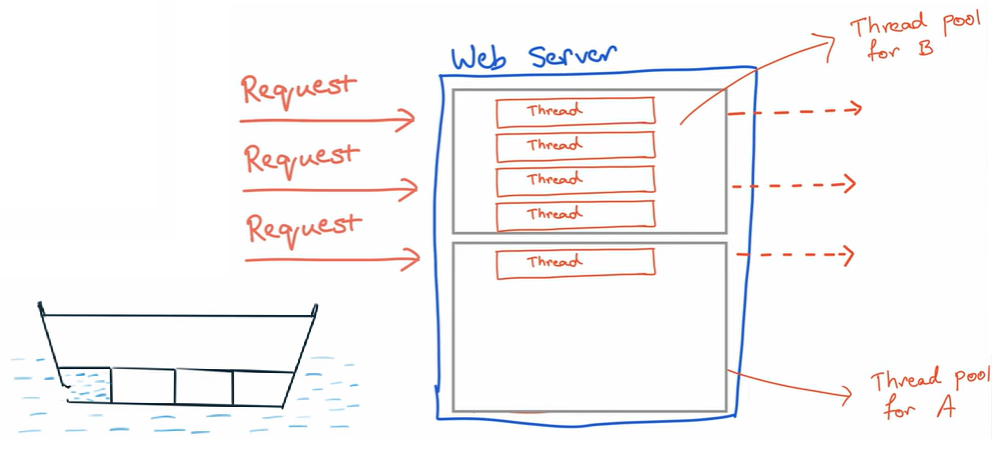 Thread pool
for B
Web Server
Request
Request
Request
Thread
Thread
Thread
Thread
Thread
Thread pool
for A